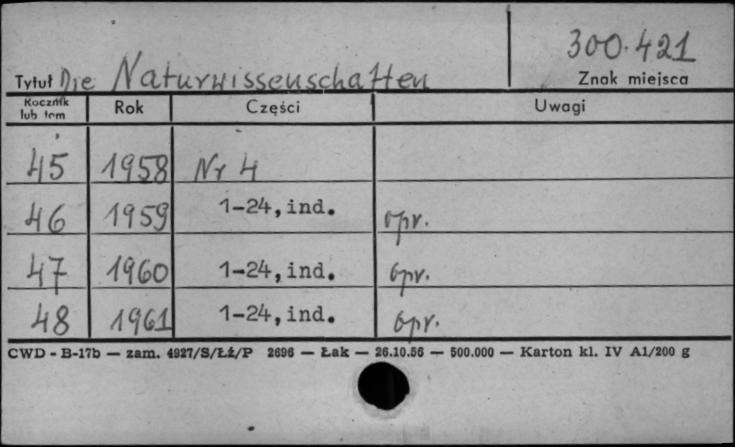 300.421
Tytuł Die Naturwissenschaften Znak miejsca
Rocznik lub tom Rok Części Uwagi
45 1958 Nr 4
46 1959 1-24, ind. opr.
47 1960 1-24, ind. opr.
48 1961 1-24, ind. opr.
CWD - B-17b — zam. 4927/S/Łż/P 2696 — Łak — 26.10.56 — 500.000 — Karton kl. IV A1/200 g